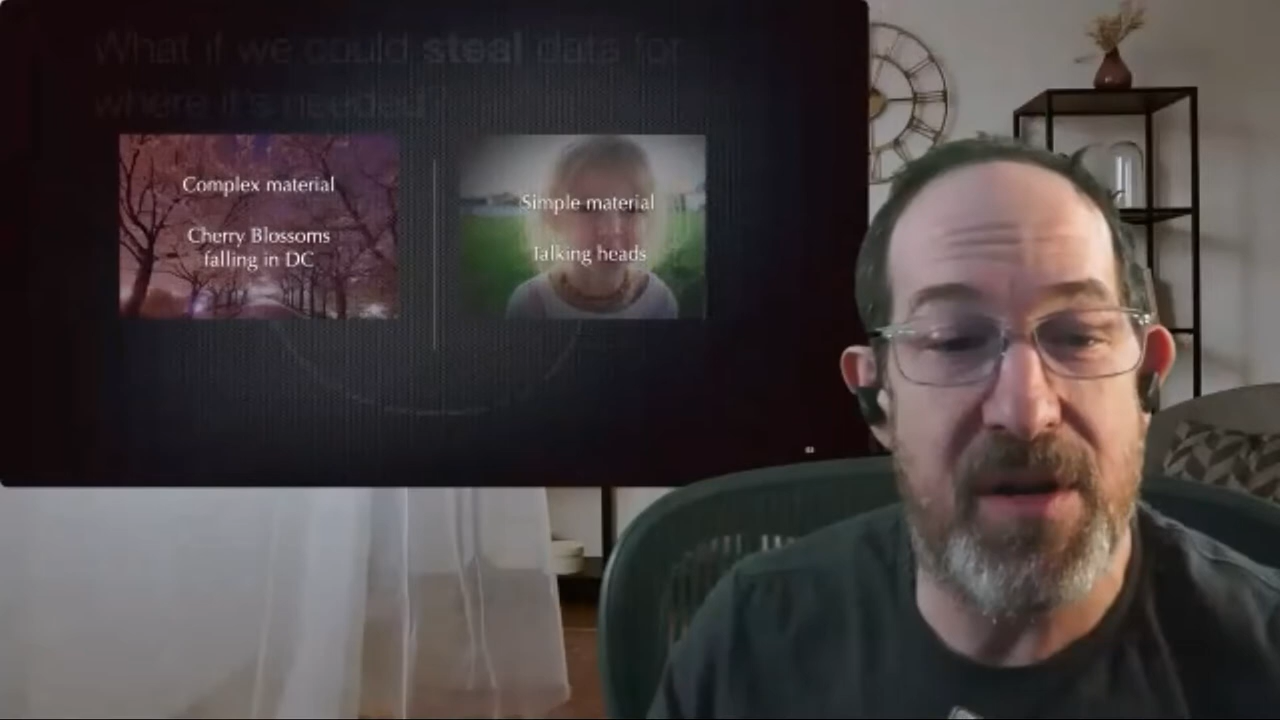 What if we could steal data for
where it's needed?
Complex material
Cherry Blossoms
falling in DC
Simple material
Talking heads